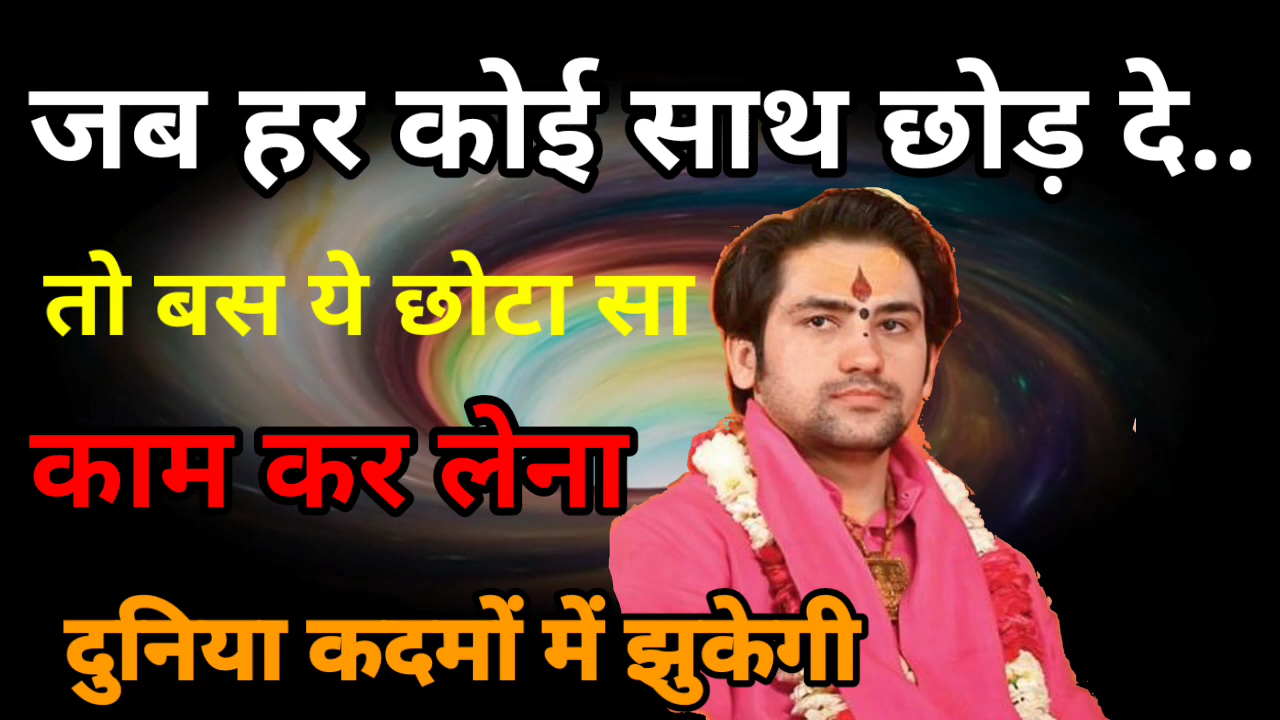 जब हर कोई साथ छोड़ दे..
तो बस ये छोटा सा
काम कर लेना
दुनिया कदमों में झुकेगी